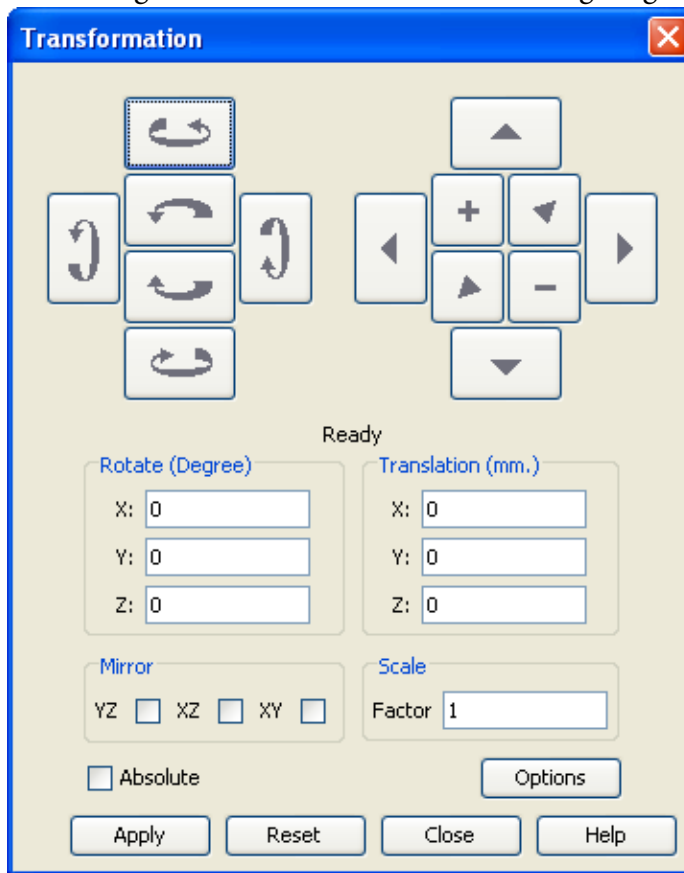 Transformation
+
−
Ready
Rotate (Degree)
Translation (mm.)
X: 0
X: 0
Y: 0
Y: 0
Z: 0
Z: 0
Mirror
Scale
YZ XZ XY
Factor 1
Absolute
Options
Apply Reset Close Help